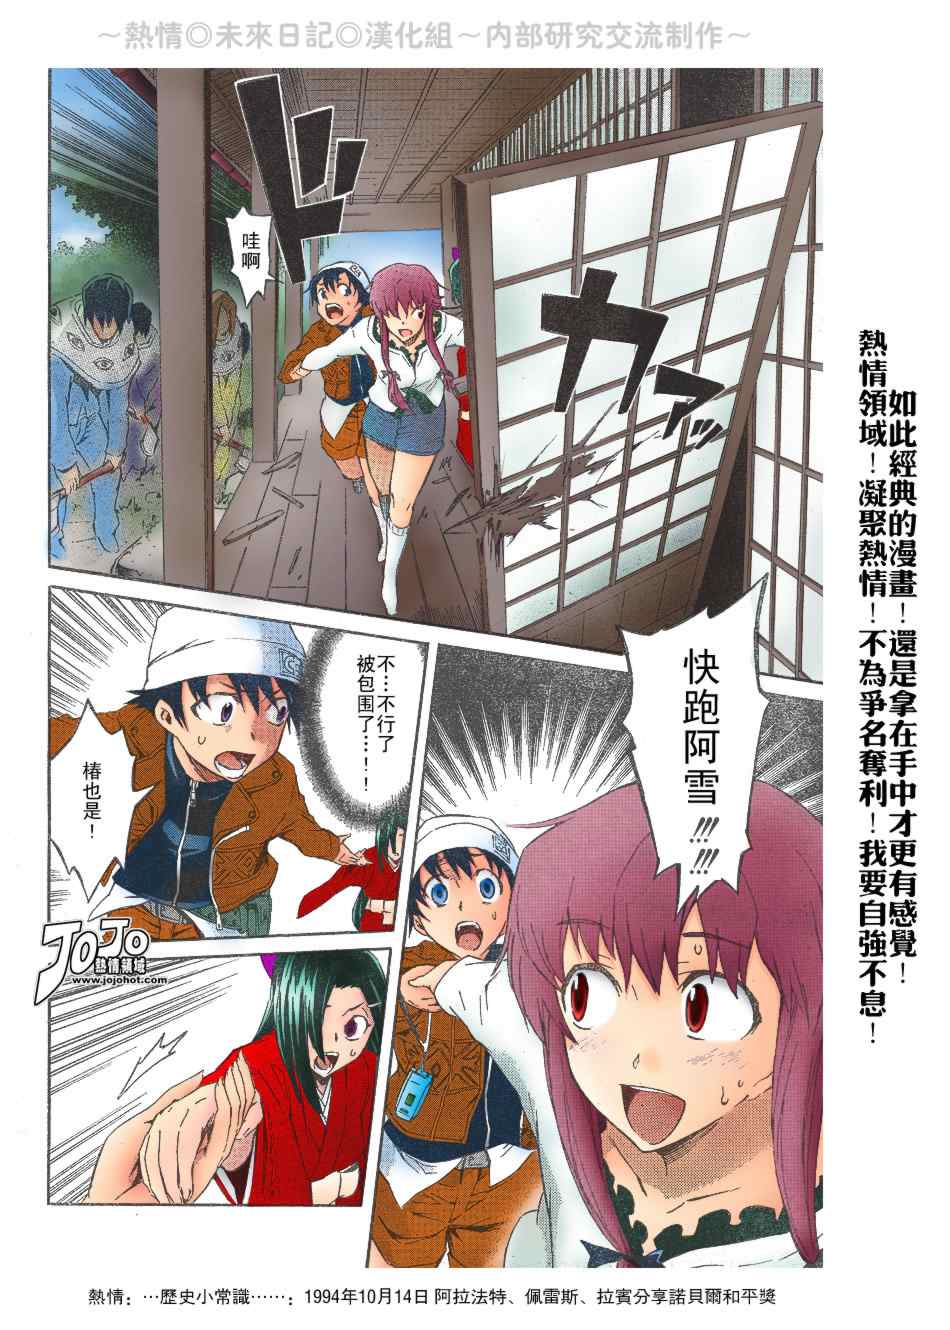 ～熱情◎未來日記◎漢化組～内部研究交流制作～
ドカァッ
哇
啊
快跑阿雪!!!!!!
不…不行了
被包围了…！！
椿也是！
JOJO
熱情領域
www.jojohot.com
如此經典的漫畫！還是拿在手中才更有感覺！
熱情領域！凝聚熱情！不為爭名奪利！我要自強不息！
熱情：…歷史小常識……：1994年10月14日 阿拉法特、佩雷斯、拉賓分享諾貝爾和平獎